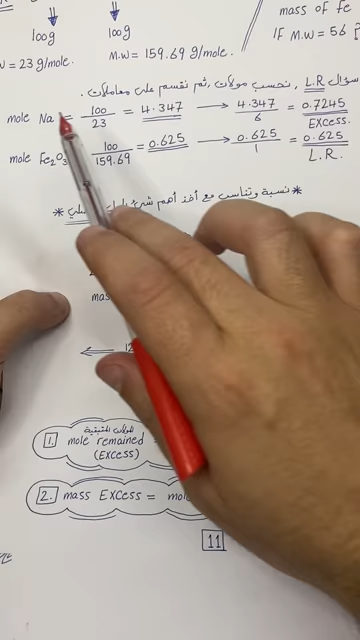 mass of Fe
100g
100g
IF M.W = 56
W = 23 g/mole.
M.W = 159.69 g/mole.
سؤال L.R , نحسب مولات , ثم نقسم على معاملات .
mole Na = 100/23 = 4.347 → 4.347/6 = 0.7245
EXCESS
mole Fe2O3 100/159.69 = 0.625 → 0.625/1 = 0.625
L.R.
* نسبة وتناسب مع أخذ
mas
المولات المتبقية
1. mole remained
(EXCESS)
2. mass EXCESS = mole
11